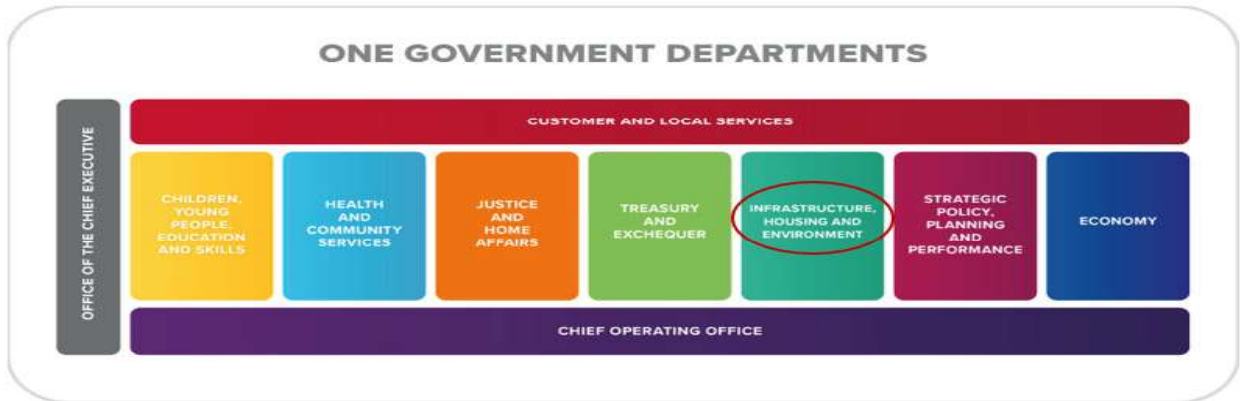 ONE GOVERNMENT DEPARTMENTS
OFFICE OF THE CHIEF EXECUTIVE
CUSTOMER AND LOCAL SERVICES
CHILDREN,
YOUNG
PEOPLE,
EDUCATION
AND SKILLS
HEALTH
AND
COMMUNITY
SERVICES
JUSTICE
AND
HOME
AFFAIRS
TREASURY
AND
EXCHEQUER
INFRASTRUCTURE,
HOUSING AND
ENVIRONMENT
STRATEGIC
POLICY,
PLANNING
AND
PERFORMANCE
ECONOMY
CHIEF OPERATING OFFICE